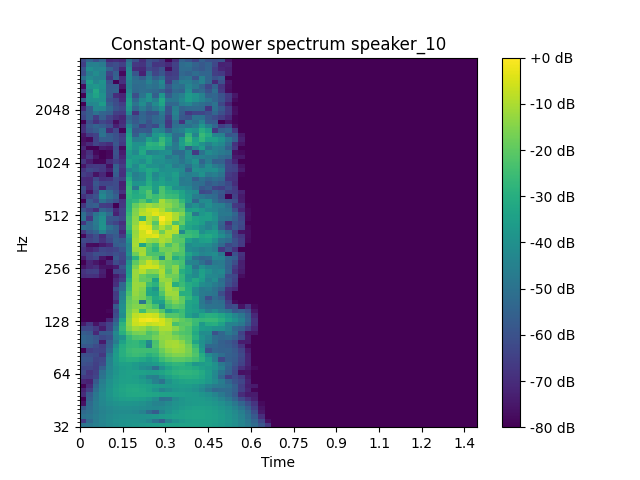 Constant-Q power spectrum speaker_10
Hz
2048
1024
512
256
128
64
32
0 0.15 0.3 0.45 0.6 0.75 0.9 1.1 1.2 1.4
Time
+0 dB
-10 dB
-20 dB
-30 dB
-40 dB
-50 dB
-60 dB
-70 dB
-80 dB